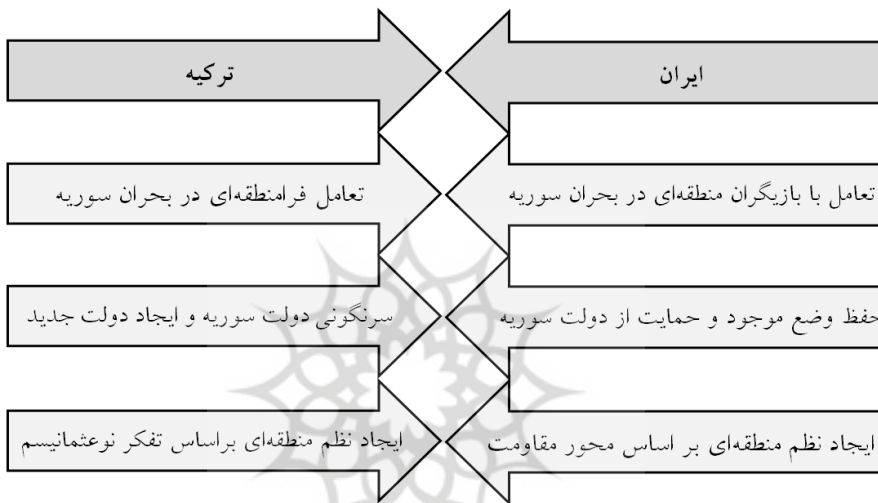 ایران
ترکیه
تعامل با بازیگران منطقه‌ای در بحران سوریه
تعامل فرامنطقه‌ای در بحران سوریه
حفظ وضع موجود و حمایت از دولت سوریه
سرنگونی دولت سوریه و ایجاد دولت جدید
ایجاد نظم منطقه‌ای بر اساس محور مقاومت
ایجاد نظم منطقه‌ای براساس تفکر نوعثمانیسم